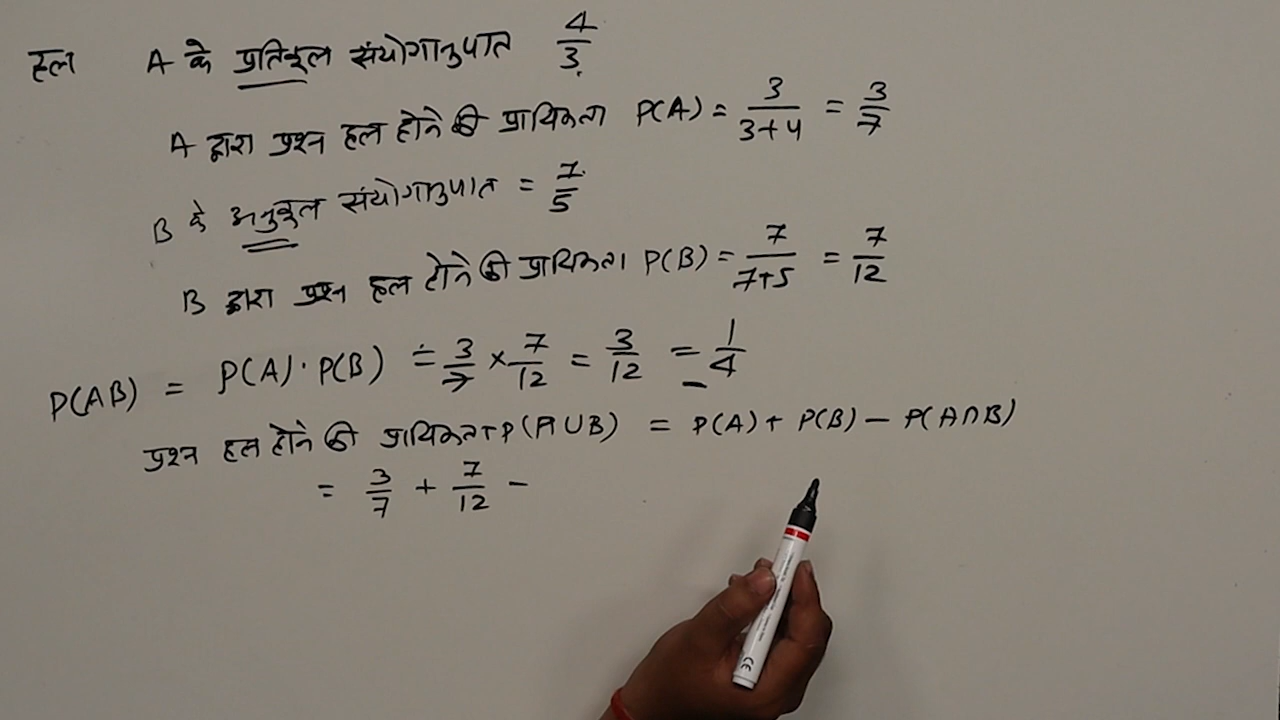 हल A के प्रतिकूल संयोगानुपात 4/3
A द्वारा प्रश्न हल होने की प्रायिकता P(A) = 3/(3+4) = 3/7
B के अनुकूल संयोगानुपात = 7/5
B द्वारा प्रश्न हल होने की प्रायिकता P(B) = 7/(7+5) = 7/12
P(AB) = P(A) · P(B) = 3/7 × 7/12 = 3/12 = 1/4
प्रश्न हल होने की प्रायिकता P(A∪B) = P(A) + P(B) − P(A∩B)
= 3/7 + 7/12 −